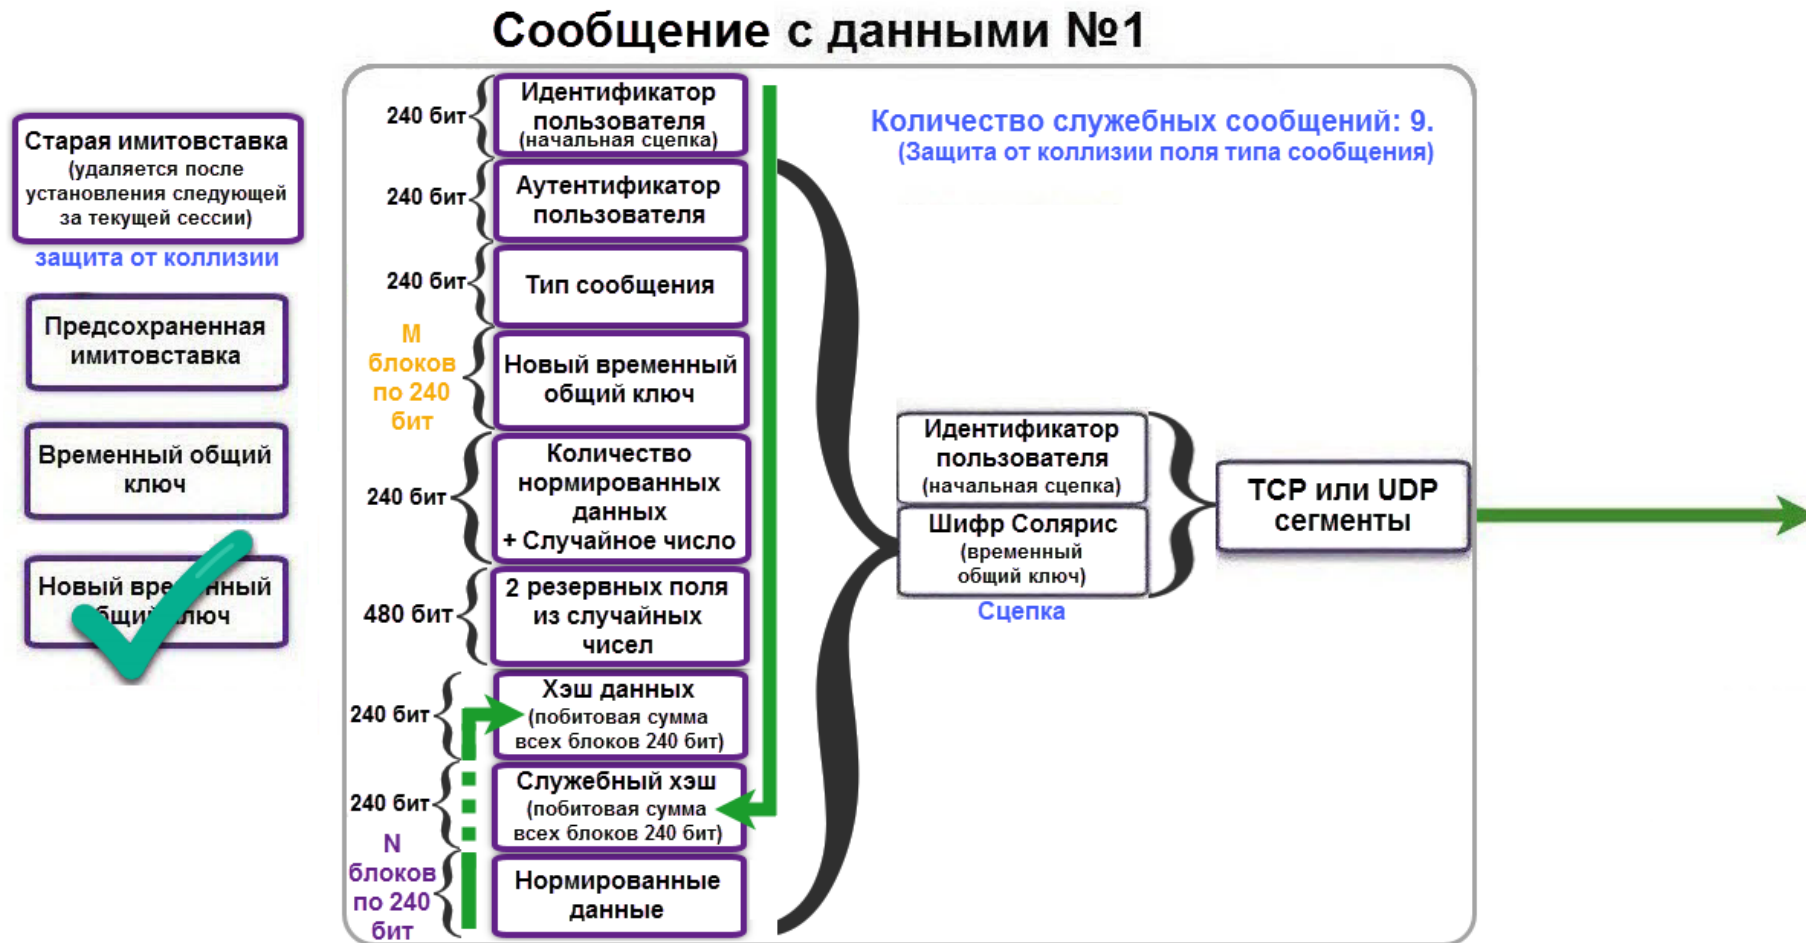 Сообщение с данными №1
Старая имитовставка
(удаляется после
установления следующей
за текущей сессии)
защита от коллизии
Предсохраненная
имитовставка
Временный общий
ключ
Новый временный
общий ключ
240 бит
Идентификатор
пользователя
(начальная сцепка)
240 бит
Аутентификатор
пользователя
240 бит
Тип сообщения
М
блоков
по 240
бит
Новый временный
общий ключ
240 бит
Количество
нормированных
данных
+ Случайное число
480 бит
2 резервных поля
из случайных
чисел
240 бит
Хэш данных
(побитовая сумма
всех блоков 240 бит)
240 бит
Служебный хэш
(побитовая сумма
всех блоков 240 бит)
N
блоков
по 240
бит
Нормированные
данные
Количество служебных сообщений: 9.
(Защита от коллизии поля типа сообщения)
Идентификатор
пользователя
(начальная сцепка)
Шифр Солярис
(временный
общий ключ)
Сцепка
TCP или UDP
сегменты